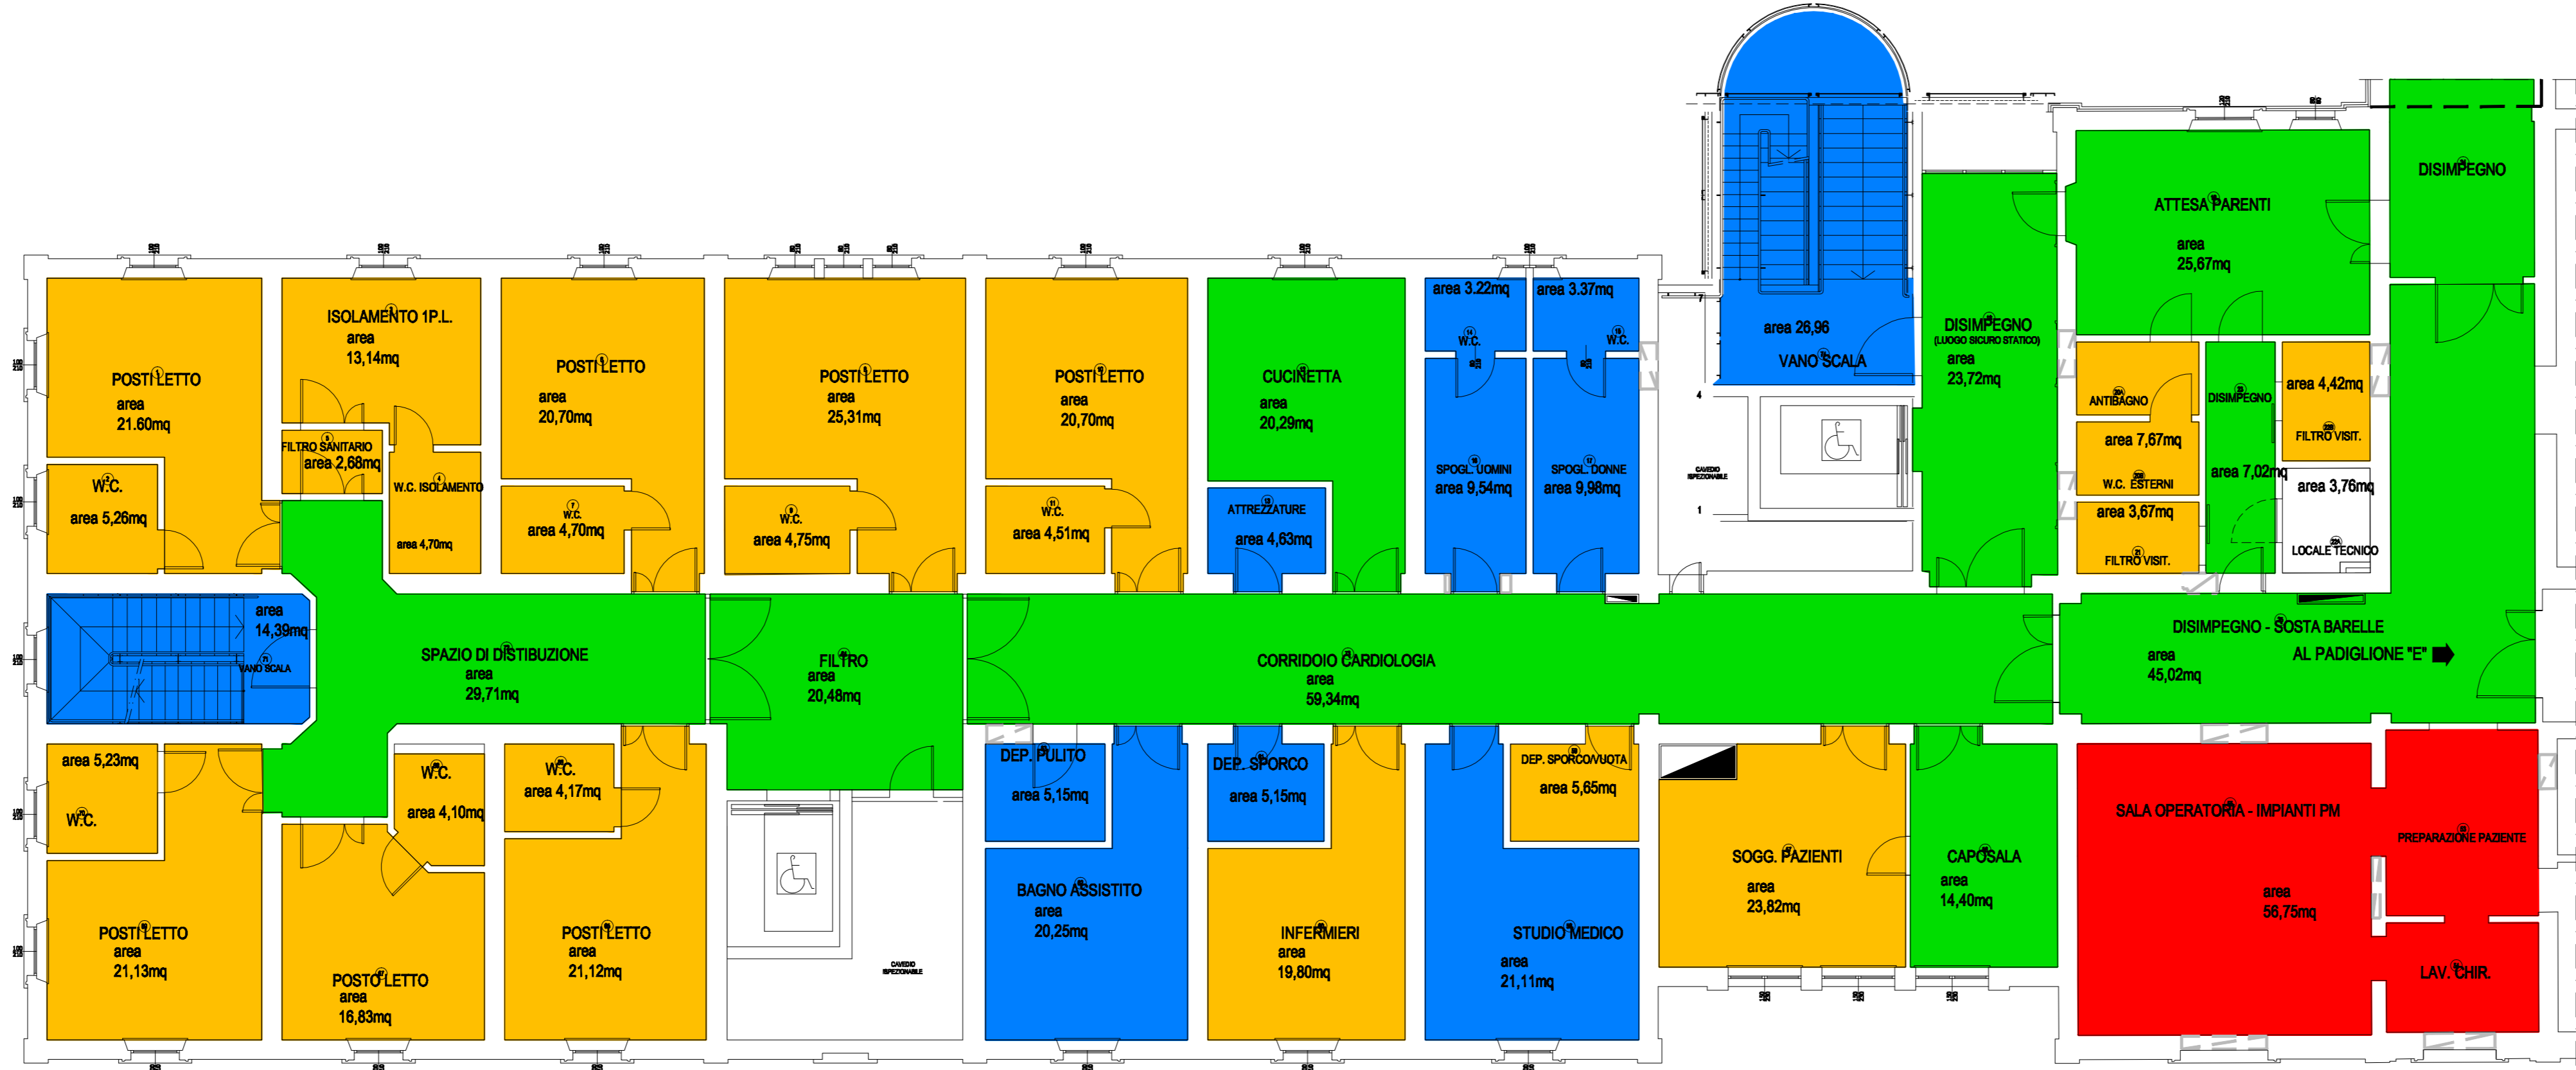 POSTI LETTO
area
21.60mq
W.C.
area 5,26mq
ISOLAMENTO 1P.L.
area
13,14mq
FILTRO SANITARIO
area 2,68mq
W.C. ISOLAMENTO
area 4,70mq
POSTI LETTO
area
20,70mq
W.C.
area 4,70mq
POSTI LETTO
area
25,31mq
W.C.
area 4,75mq
POSTI LETTO
area
20,70mq
W.C.
area 4,51mq
CUCINETTA
area
20,29mq
ATTREZZATURE
area 4,63mq
area 3.22mq
W.C.
SPOGL. UOMINI
area 9,54mq
area 3.37mq
W.C.
SPOGL. DONNE
area 9,98mq
7
4
1
CAVEDIO
ISPEZIONABILE
area 26,96
VANO SCALA
DISIMPEGNO
(LUOGO SICURO STATICO)
area
23,72mq
ATTESA PARENTI
area
25,67mq
DISIMPEGNO
ANTIBAGNO
area 7,67mq
W.C. ESTERNI
area 3,67mq
FILTRO VISIT.
DISIMPEGNO
area 7,02mq
area 4,42mq
FILTRO VISIT.
area 3,76mq
LOCALE TECNICO
area
14,39mq
VANO SCALA
SPAZIO DI DISTIBUZIONE
area
29,71mq
FILTRO
area
20,48mq
CORRIDOIO CARDIOLOGIA
area
59,34mq
DISIMPEGNO - SOSTA BARELLE
AL PADIGLIONE "E"
area
45,02mq
area 5,23mq
W.C.
POSTI LETTO
area
21,13mq
W.C.
area 4,10mq
POSTO LETTO
area
16,83mq
W.C.
area 4,17mq
POSTI LETTO
area
21,12mq
CAVEDIO
ISPEZIONABILE
DEP. PULITO
area 5,15mq
BAGNO ASSISTITO
area
20,25mq
DEP. SPORCO
area 5,15mq
INFERMIERI
area
19,80mq
DEP. SPORCO/VUOTA
area 5,65mq
STUDIO MEDICO
area
21,11mq
SOGG. PAZIENTI
area
23,82mq
CAPOSALA
area
14,40mq
SALA OPERATORIA - IMPIANTI PM
area
56,75mq
PREPARAZIONE PAZIENTE
LAV. CHIR.